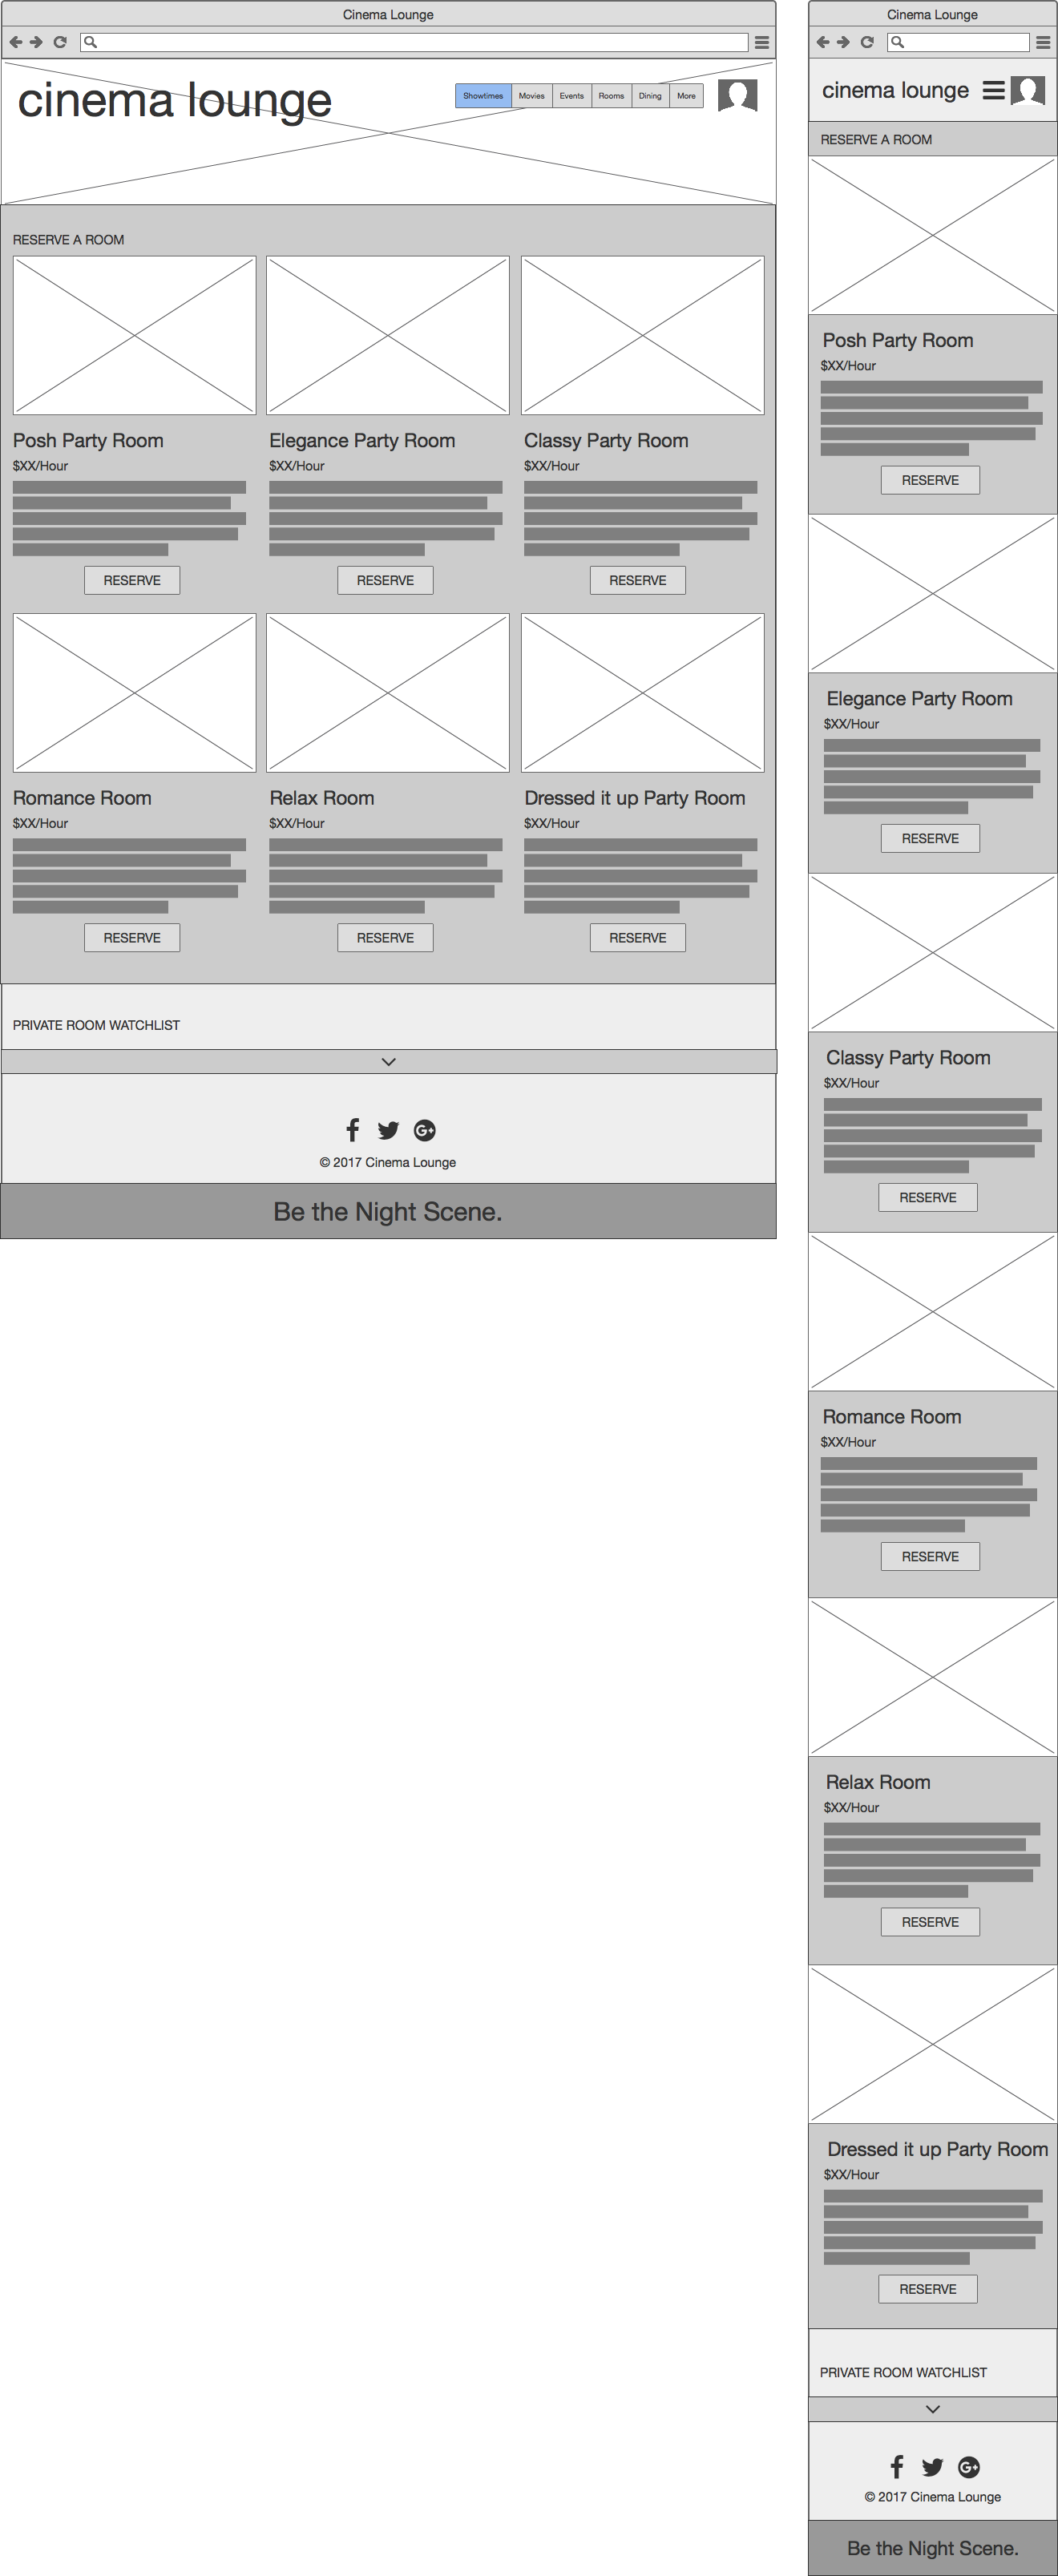 Cinema Lounge
cinema lounge
Showtimes Movies Events Rooms Dining More
RESERVE A ROOM
Posh Party Room Elegance Party Room Classy Party Room
$XX/Hour $XX/Hour $XX/Hour
RESERVE RESERVE RESERVE
Romance Room Relax Room Dressed it up Party Room
$XX/Hour $XX/Hour $XX/Hour
RESERVE RESERVE RESERVE
PRIVATE ROOM WATCHLIST
© 2017 Cinema Lounge
Be the Night Scene.
Cinema Lounge
cinema lounge
RESERVE A ROOM
Posh Party Room
$XX/Hour
RESERVE
Elegance Party Room
$XX/Hour
RESERVE
Classy Party Room
$XX/Hour
RESERVE
Romance Room
$XX/Hour
RESERVE
Relax Room
$XX/Hour
RESERVE
Dressed it up Party Room
$XX/Hour
RESERVE
PRIVATE ROOM WATCHLIST
© 2017 Cinema Lounge
Be the Night Scene.